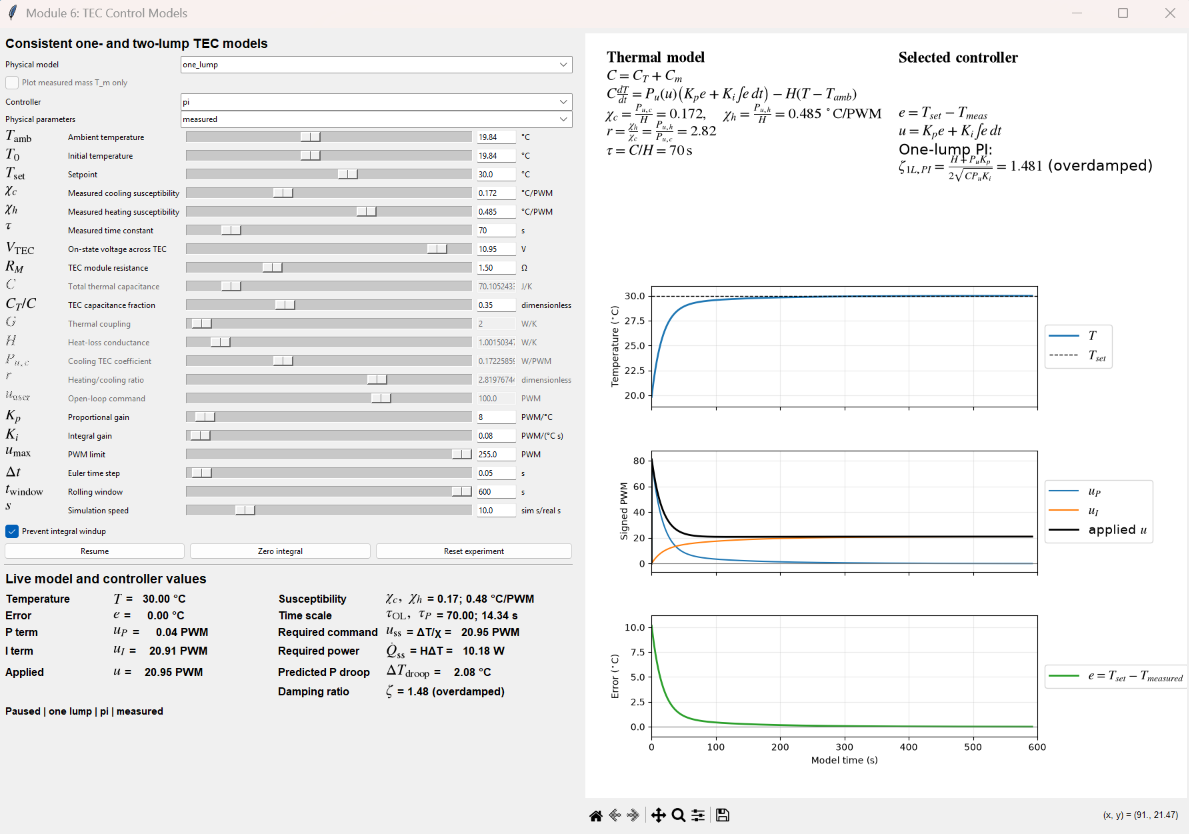 Module 6: TEC Control Models
Consistent one- and two-lump TEC models
Physical model one_lump
Plot measured mass T_m only
Controller pi
Physical parameters measured
T_amb Ambient temperature 19.84 °C
T_0 Initial temperature 19.84 °C
T_set Setpoint 30.0 °C
χ_c Measured cooling susceptibility 0.172 °C/PWM
χ_h Measured heating susceptibility 0.485 °C/PWM
τ Measured time constant 70 s
V_TEC On-state voltage across TEC 10.95 V
R_M TEC module resistance 1.50 Ω
C Total thermal capacitance 70.1052431 J/K
C_T/C TEC capacitance fraction 0.35 dimensionless
G Thermal coupling 2 W/K
H Heat-loss conductance 1.00150347 W/K
P_u,c Cooling TEC coefficient 0.1722585 W/PWM
r Heating/cooling ratio 2.8197674 dimensionless
u_user Open-loop command 100.0 PWM
K_p Proportional gain 8 PWM/°C
K_i Integral gain 0.08 PWM/(°C s)
u_max PWM limit 255.0 PWM
Δt Euler time step 0.05 s
t_window Rolling window 600 s
s Simulation speed 10.0 sim s/real s
Prevent integral windup
Resume Zero integral Reset experiment
Live model and controller values
Temperature T = 30.00 °C Susceptibility χ_c, χ_h = 0.17; 0.48 °C/PWM
Error e = 0.00 °C Time scale τ_OL, τ_P = 70.00; 14.34 s
P term u_P = 0.04 PWM Required command u_ss = ΔT/χ = 20.95 PWM
I term u_I = 20.91 PWM Required power Q̇_ss = HΔT = 10.18 W
Applied u = 20.95 PWM Predicted P droop ΔT_droop = 2.08 °C
Damping ratio ζ = 1.48 (overdamped)
Paused | one lump | pi | measured
Thermal model
C = C_T + C_m
C dT/dt = P_u(u)(K_p e + K_i ∫e dt) − H(T − T_amb)
χ_c = P_u,c/H = 0.172, χ_h = P_u,h/H = 0.485 °C/PWM
r = χ_h/χ_c = P_u,h/P_u,c = 2.82
τ = C/H = 70 s
Selected controller
e = T_set − T_meas
u = K_p e + K_i ∫e dt
One-lump PI:
ζ_1L,PI = (H + P_u K_p)/(2√(C P_u K_i)) = 1.481 (overdamped)
Temperature (°C)
30.0
27.5
25.0
22.5
20.0
T
T_set
Signed PWM
80
60
40
20
0
u_P
u_I
applied u
Error (°C)
10.0
7.5
5.0
2.5
0.0
e = T_set − T_measured
0 100 200 300 400 500 600
Model time (s)
(x, y) = (91., 21.47)